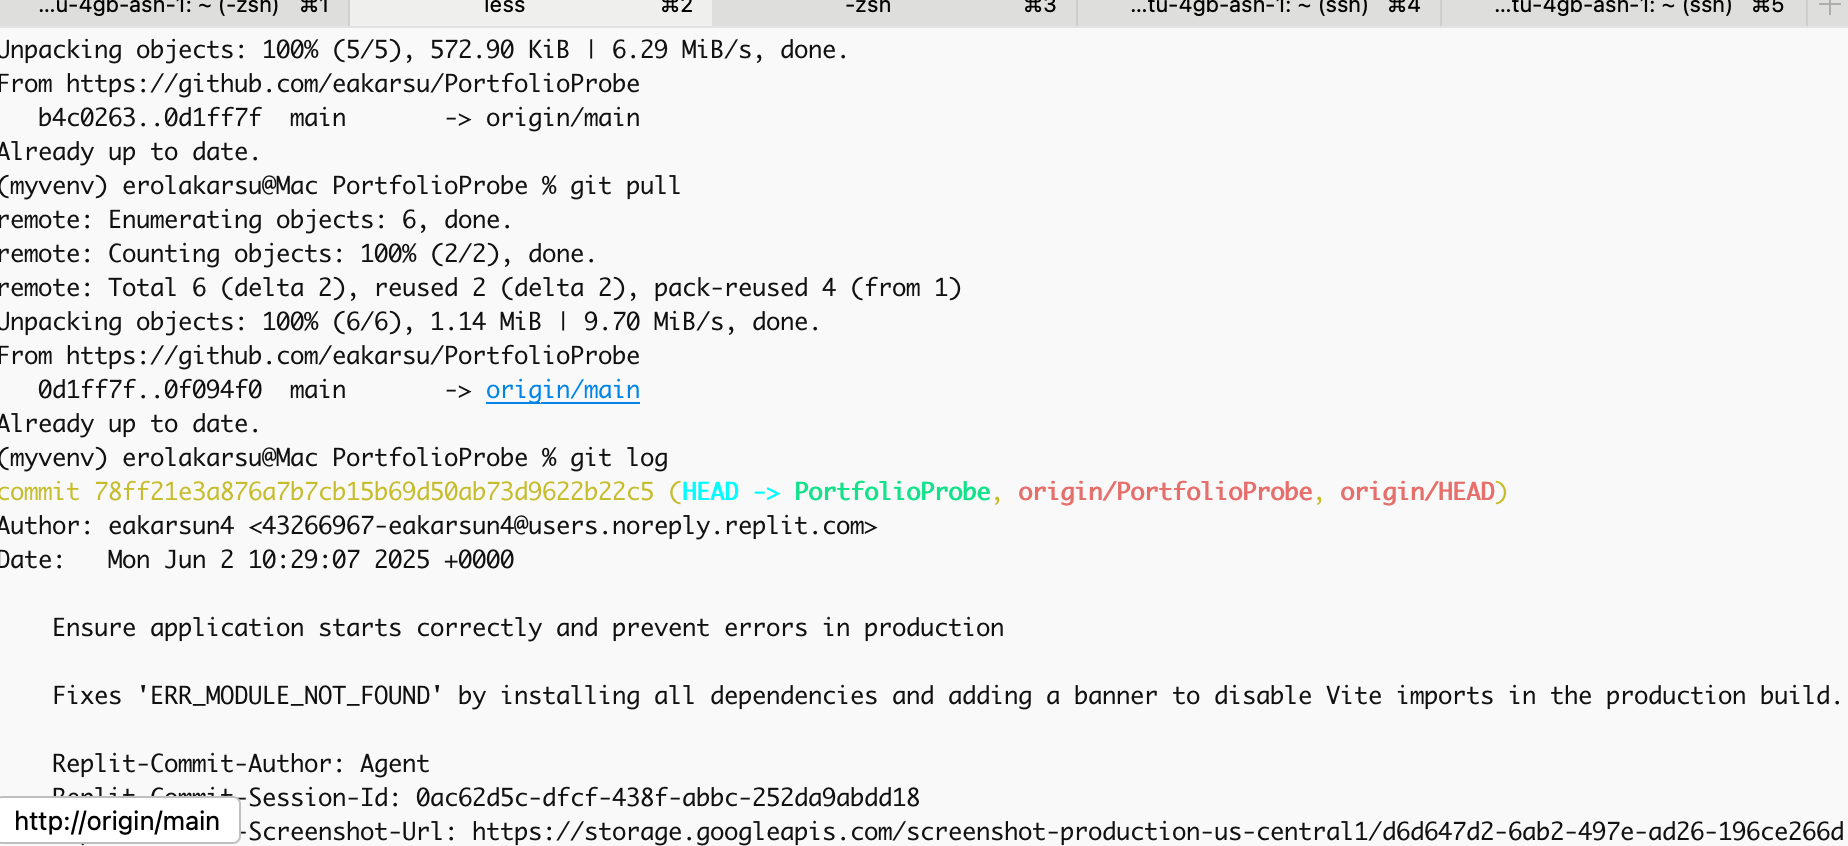 ...u-4gb-ash-1: ~ (-zsh) ⌘1 less ⌘2 -zsh ⌘3 ...tu-4gb-ash-1: ~ (ssh) ⌘4 ...tu-4gb-ash-1: ~ (ssh) ⌘5
Unpacking objects: 100% (5/5), 572.90 KiB | 6.29 MiB/s, done.
From https://github.com/eakarsu/PortfolioProbe
b4c0263..0d1ff7f main -> origin/main
Already up to date.
(myvenv) erolakarsu@Mac PortfolioProbe % git pull
remote: Enumerating objects: 6, done.
remote: Counting objects: 100% (2/2), done.
remote: Total 6 (delta 2), reused 2 (delta 2), pack-reused 4 (from 1)
Unpacking objects: 100% (6/6), 1.14 MiB | 9.70 MiB/s, done.
From https://github.com/eakarsu/PortfolioProbe
0d1ff7f..0f094f0 main -> origin/main
Already up to date.
(myvenv) erolakarsu@Mac PortfolioProbe % git log
commit 78ff21e3a876a7b7cb15b69d50ab73d9622b22c5 (HEAD -> PortfolioProbe, origin/PortfolioProbe, origin/HEAD)
Author: eakarsun4 <43266967-eakarsun4@users.noreply.replit.com>
Date: Mon Jun 2 10:29:07 2025 +0000
Ensure application starts correctly and prevent errors in production
Fixes 'ERR_MODULE_NOT_FOUND' by installing all dependencies and adding a banner to disable Vite imports in the production build.
Replit-Commit-Author: Agent
Replit-Commit-Session-Id: 0ac62d5c-dfcf-438f-abbc-252da9abdd18
http://origin/main
-Screenshot-Url: https://storage.googleapis.com/screenshot-production-us-central1/d6d647d2-6ab2-497e-ad26-196ce266d